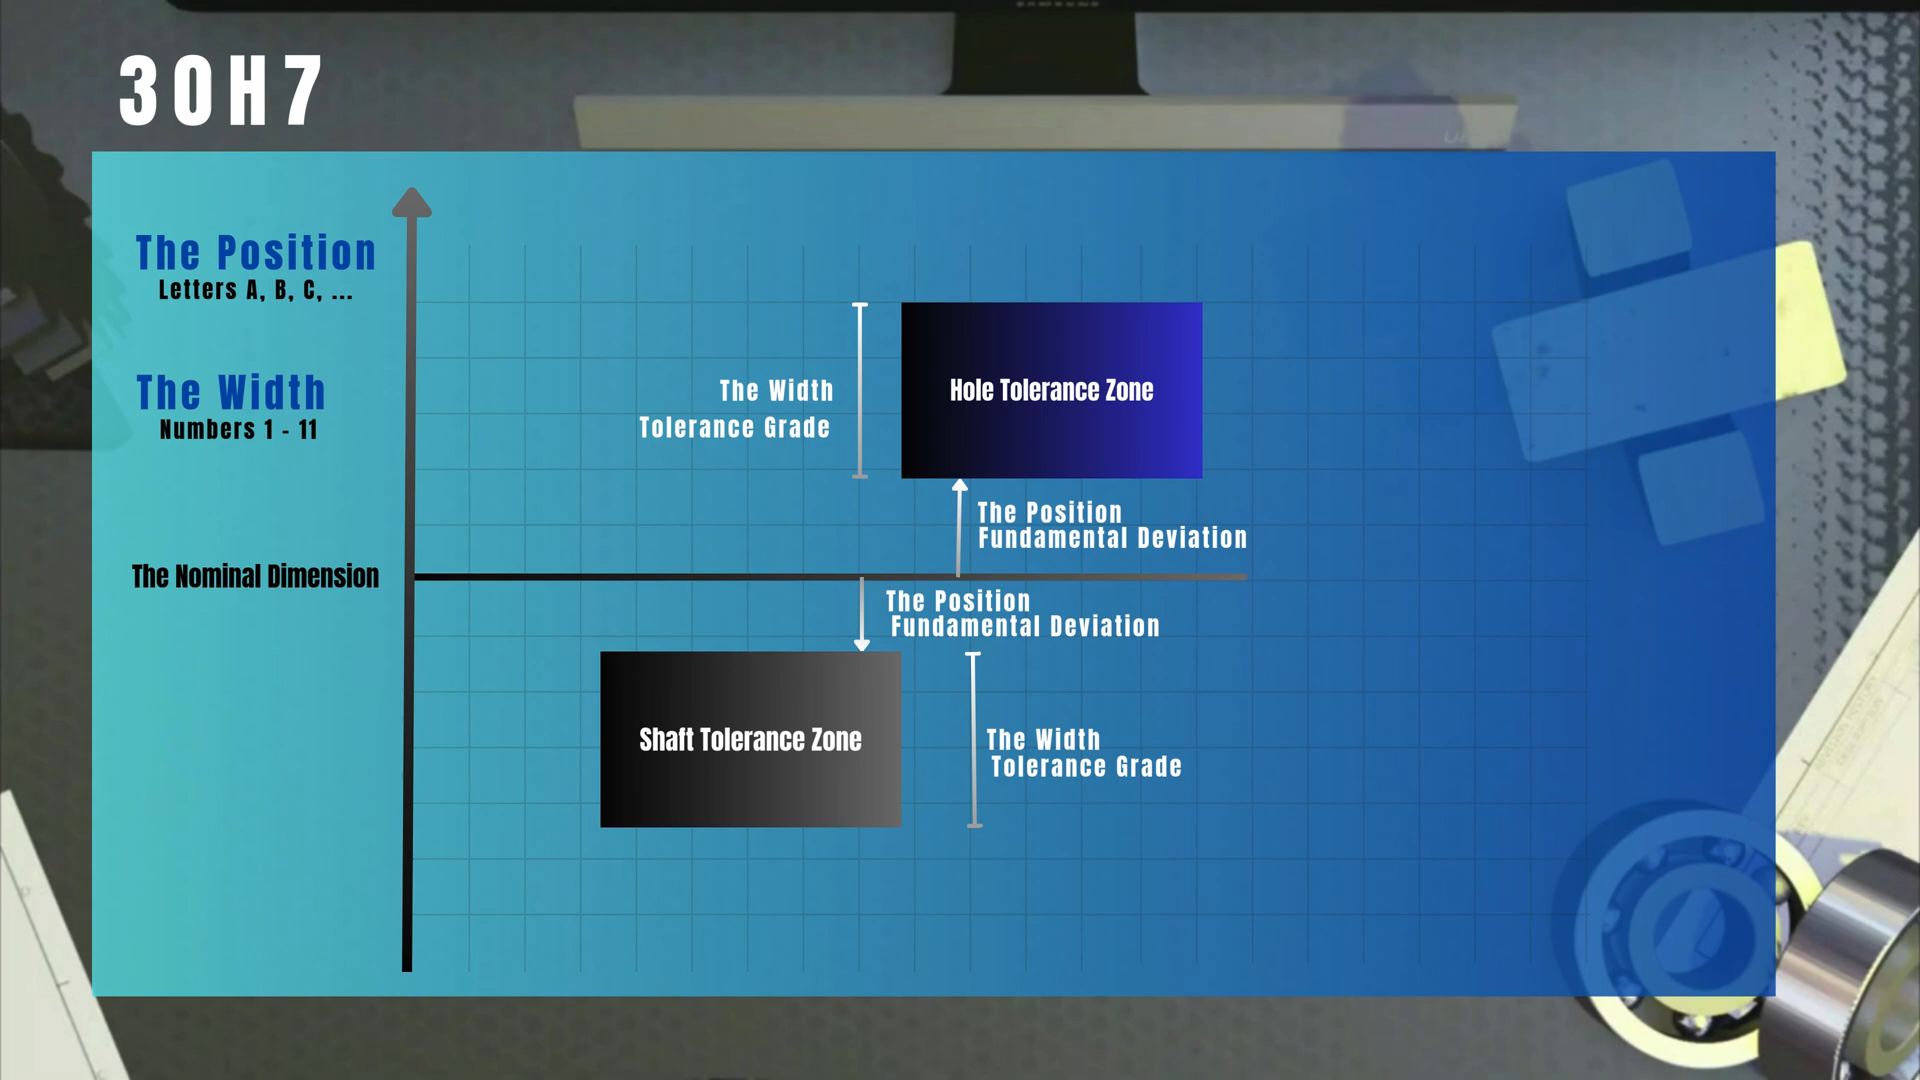 30H7
The Position
Letters A, B, C, ...
The Width
Numbers 1 - 11
The Nominal Dimension
The Width
Tolerance Grade
Hole Tolerance Zone
The Position
Fundamental Deviation
The Position
Fundamental Deviation
Shaft Tolerance Zone
The Width
Tolerance Grade